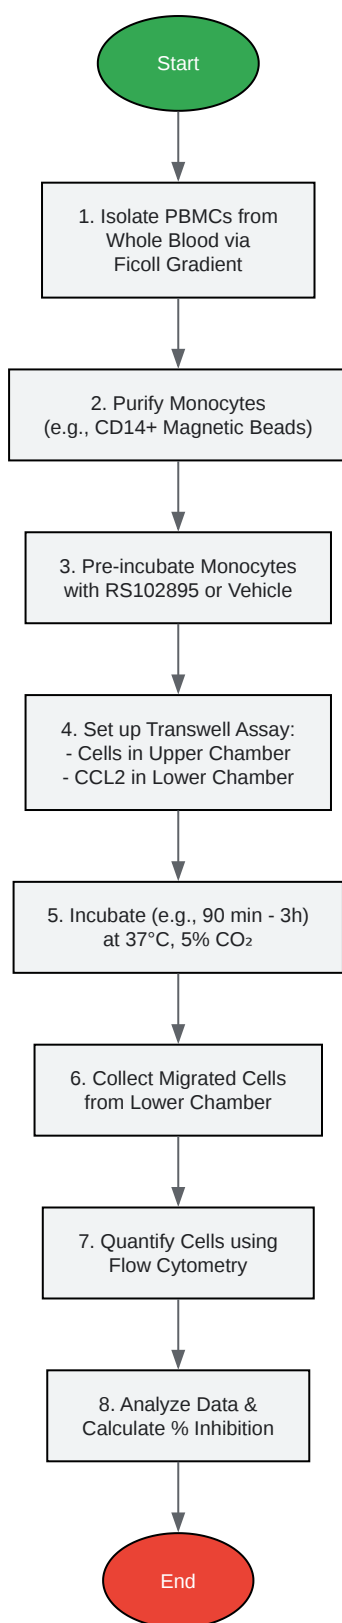 Start
1. Isolate PBMCs from
Whole Blood via
Ficoll Gradient
2. Purify Monocytes
(e.g., CD14+ Magnetic Beads)
3. Pre-incubate Monocytes
with RS102895 or Vehicle
4. Set up Transwell Assay:
- Cells in Upper Chamber
- CCL2 in Lower Chamber
5. Incubate (e.g., 90 min - 3h)
at 37°C, 5% CO₂
6. Collect Migrated Cells
from Lower Chamber
7. Quantify Cells using
Flow Cytometry
8. Analyze Data &
Calculate % Inhibition
End